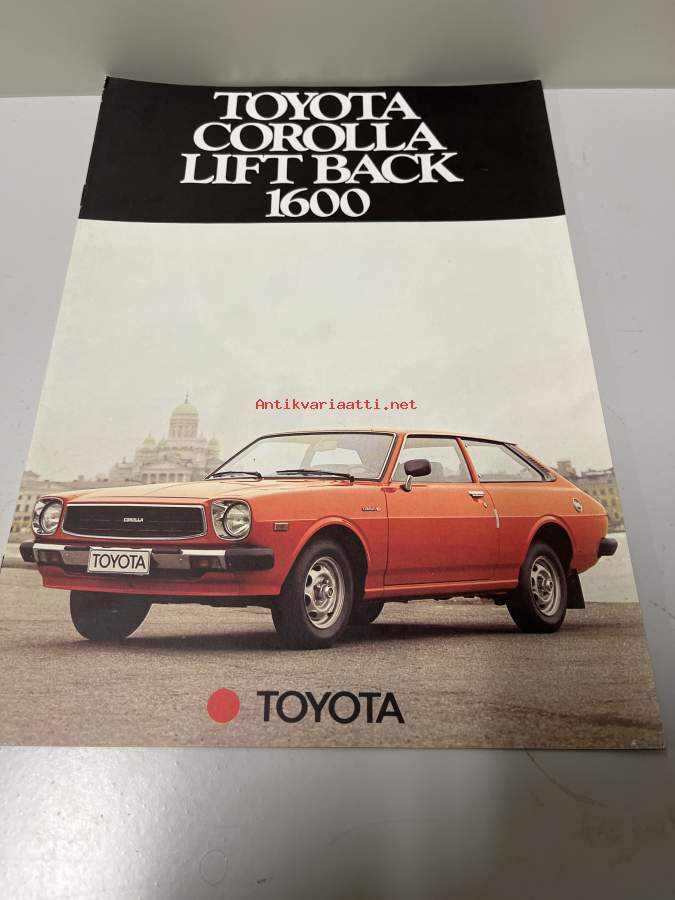 TOYOTA
COROLLA
LIFT BACK
1600
Antikvariaatti.net
COROLLA
TOYOTA
TOYOTA